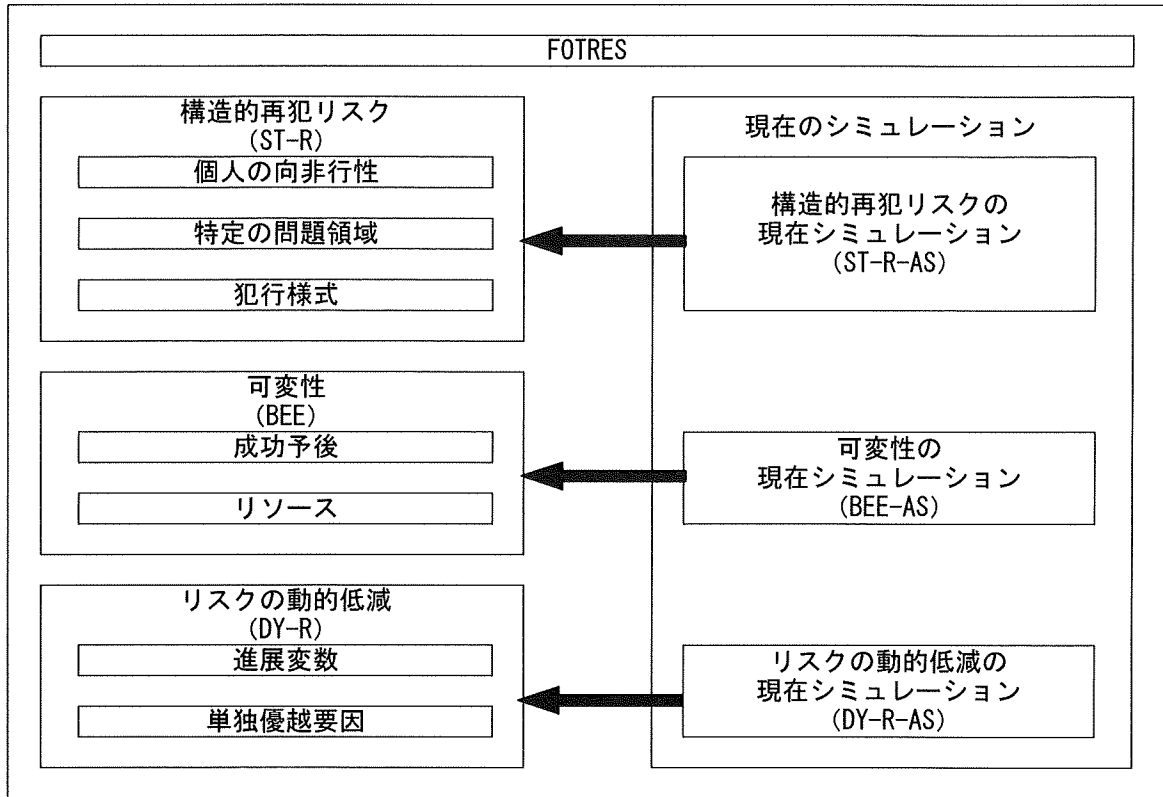 FOTRES
構造的再犯リスク
(ST-R)
個人の向非行性
特定の問題領域
犯行様式
可変性
(BEE)
成功予後
リソース
リスクの動的低減
(DY-R)
進展変数
単独優越要因
現在のシミュレーション
構造的再犯リスクの
現在シミュレーション
(ST-R-AS)
可変性の
現在シミュレーション
(BEE-AS)
リスクの動的低減の
現在シミュレーション
(DY-R-AS)